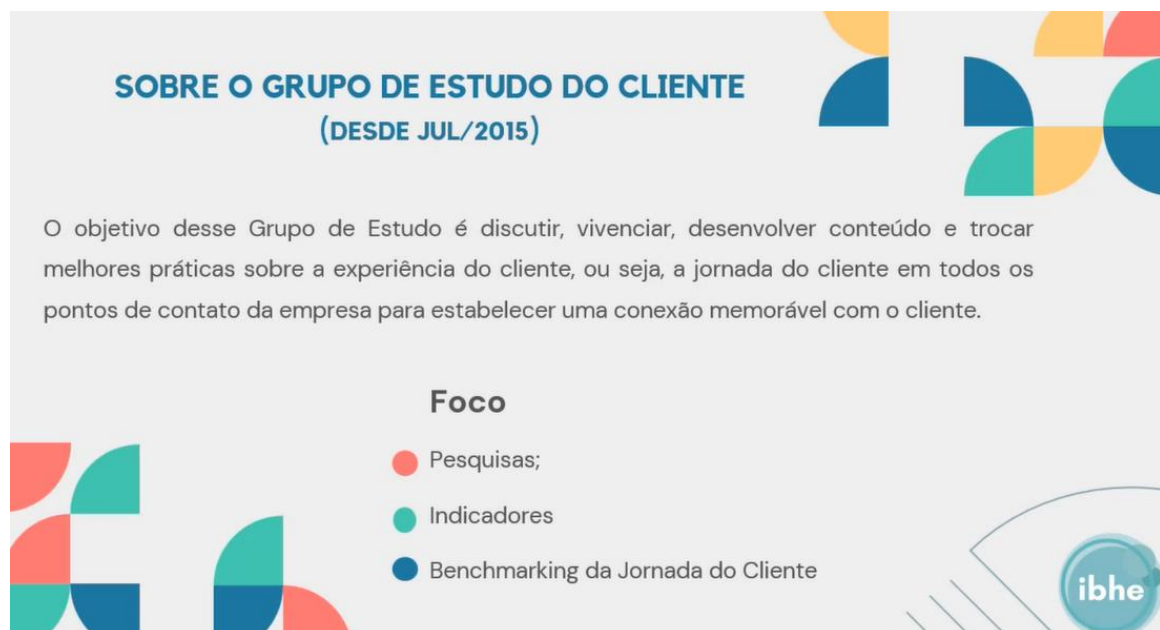 SOBRE O GRUPO DE ESTUDO DO CLIENTE
(DESDE JUL/2015)
O objetivo desse Grupo de Estudo é discutir, vivenciar, desenvolver conteúdo e trocar
melhores práticas sobre a experiência do cliente, ou seja, a jornada do cliente em todos os
pontos de contato da empresa para estabelecer uma conexão memorável com o cliente.
Foco
Pesquisas;
Indicadores
Benchmarking da Jornada do Cliente
ibhe